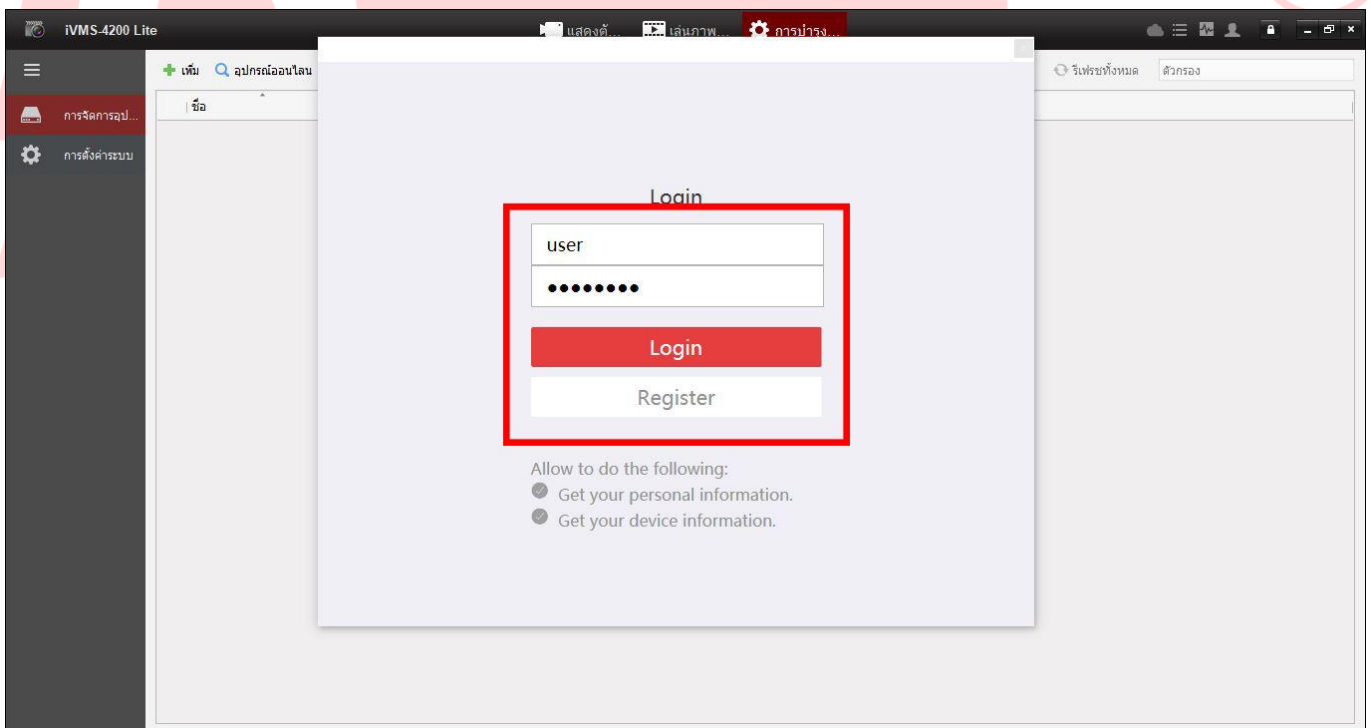 iVMS-4200 Lite
แสดงตั... เล่นภาพ... การบำรุง...
เพิ่ม อุปกรณ์ออนไลน รีเฟรชทั้งหมด ตัวกรอง
ชื่อ
การจัดการอุป...
การตั้งค่าระบบ
Login
user
••••••••
Login
Register
Allow to do the following:
Get your personal information.
Get your device information.